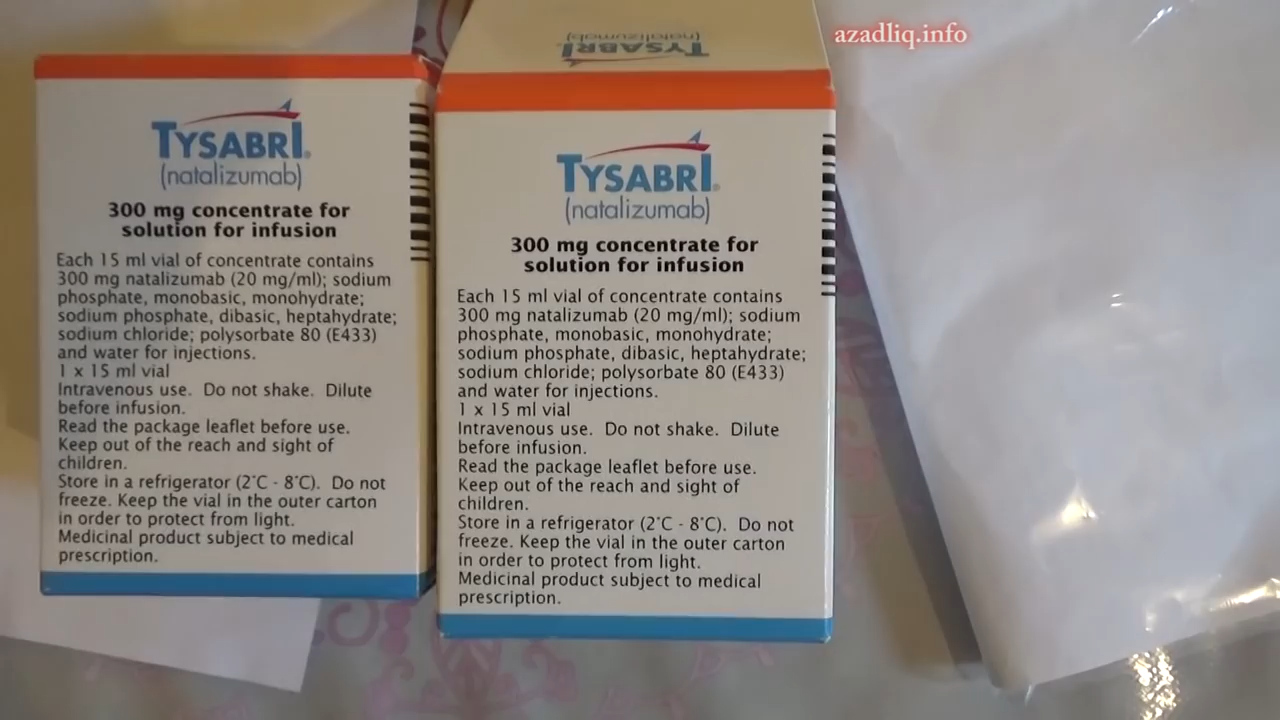 azadliq.info
TYSABRI
(natalizumab)
TYSABRI®
(natalizumab)
300 mg concentrate for
solution for infusion
Each 15 ml vial of concentrate contains
300 mg natalizumab (20 mg/ml); sodium
phosphate, monobasic, monohydrate;
sodium phosphate, dibasic, heptahydrate;
sodium chloride; polysorbate 80 (E433)
and water for injections.
1 x 15 ml vial
Intravenous use. Do not shake. Dilute
before infusion.
Read the package leaflet before use.
Keep out of the reach and sight of
children.
Store in a refrigerator (2°C - 8°C). Do not
freeze. Keep the vial in the outer carton
in order to protect from light.
Medicinal product subject to medical
prescription.
TYSABRI®
(natalizumab)
300 mg concentrate for
solution for infusion
Each 15 ml vial of concentrate contains
300 mg natalizumab (20 mg/ml); sodium
phosphate, monobasic, monohydrate;
sodium phosphate, dibasic, heptahydrate;
sodium chloride; polysorbate 80 (E433)
and water for injections.
1 x 15 ml vial
Intravenous use. Do not shake. Dilute
before infusion.
Read the package leaflet before use.
Keep out of the reach and sight of
children.
Store in a refrigerator (2°C - 8°C). Do not
freeze. Keep the vial in the outer carton
in order to protect from light.
Medicinal product subject to medical
prescription.